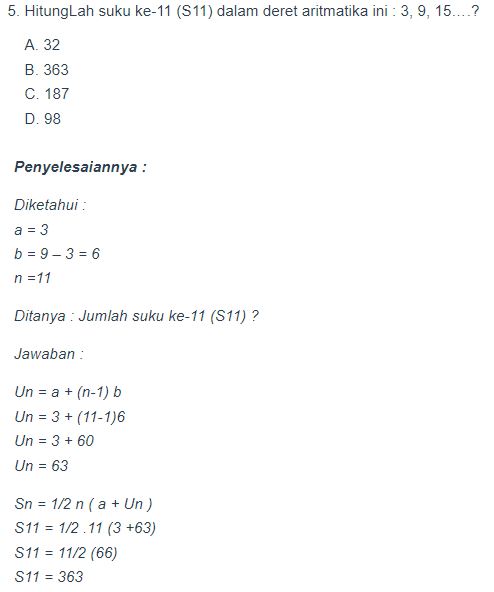 5. HitungLah suku ke-11 (S11) dalam deret aritmatika ini : 3, 9, 15….?
A. 32
B. 363
C. 187
D. 98
Penyelesaiannya :
Diketahui :
a = 3
b = 9 – 3 = 6
n =11
Ditanya : Jumlah suku ke-11 (S11) ?
Jawaban :
Un = a + (n-1) b
Un = 3 + (11-1)6
Un = 3 + 60
Un = 63
Sn = 1/2 n ( a + Un )
S11 = 1/2 .11 (3 +63)
S11 = 11/2 (66)
S11 = 363